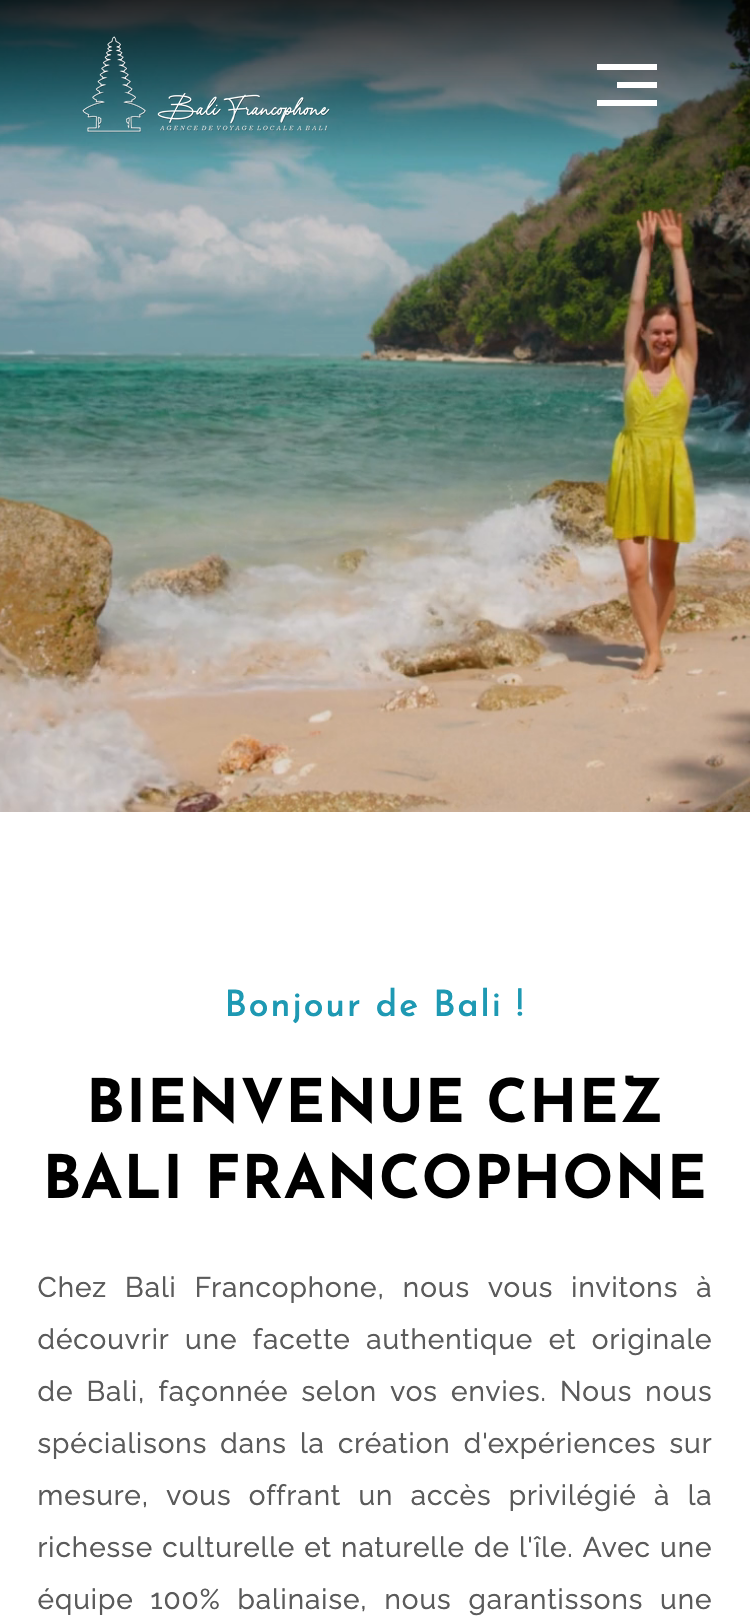 Bali Francophone
AGENCE DE VOYAGE LOCALE A BALI
Bonjour de Bali !
BIENVENUE CHEZ
BALI FRANCOPHONE
Chez Bali Francophone, nous vous invitons à
découvrir une facette authentique et originale
de Bali, façonnée selon vos envies. Nous nous
spécialisons dans la création d'expériences sur
mesure, vous offrant un accès privilégié à la
richesse culturelle et naturelle de l'île. Avec une
équipe 100% balinaise, nous garantissons une